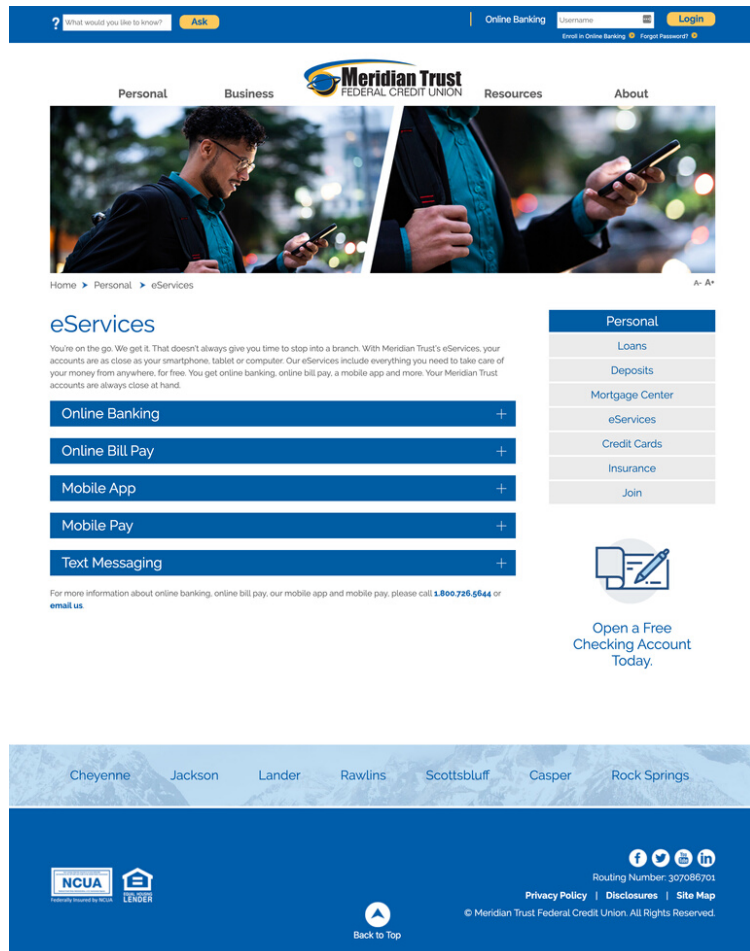 ? What would you like to know? Ask
Online Banking Username Login
Enroll in Online Banking Forgot Password?
Personal Business Meridian Trust FEDERAL CREDIT UNION Resources About
Home > Personal > eServices A- A+
eServices
You're on the go. We get it. That doesn't always give you time to stop into a branch. With Meridian Trust's eServices, your
accounts are as close as your smartphone, tablet or computer. Our eServices include everything you need to take care of
your money from anywhere, for free. You get online banking, online bill pay, a mobile app and more. Your Meridian Trust
accounts are always close at hand.
Online Banking +
Online Bill Pay +
Mobile App +
Mobile Pay +
Text Messaging +
For more information about online banking, online bill pay, our mobile app and mobile pay, please call 1.800.726.5644 or
email us.
Personal
Loans
Deposits
Mortgage Center
eServices
Credit Cards
Insurance
Join
Open a Free
Checking Account
Today.
Cheyenne Jackson Lander Rawlins Scottsbluff Casper Rock Springs
NCUA
Federally Insured by NCUA
EQUAL HOUSING
LENDER
Back to Top
Routing Number: 307086701
Privacy Policy | Disclosures | Site Map
© Meridian Trust Federal Credit Union. All Rights Reserved.